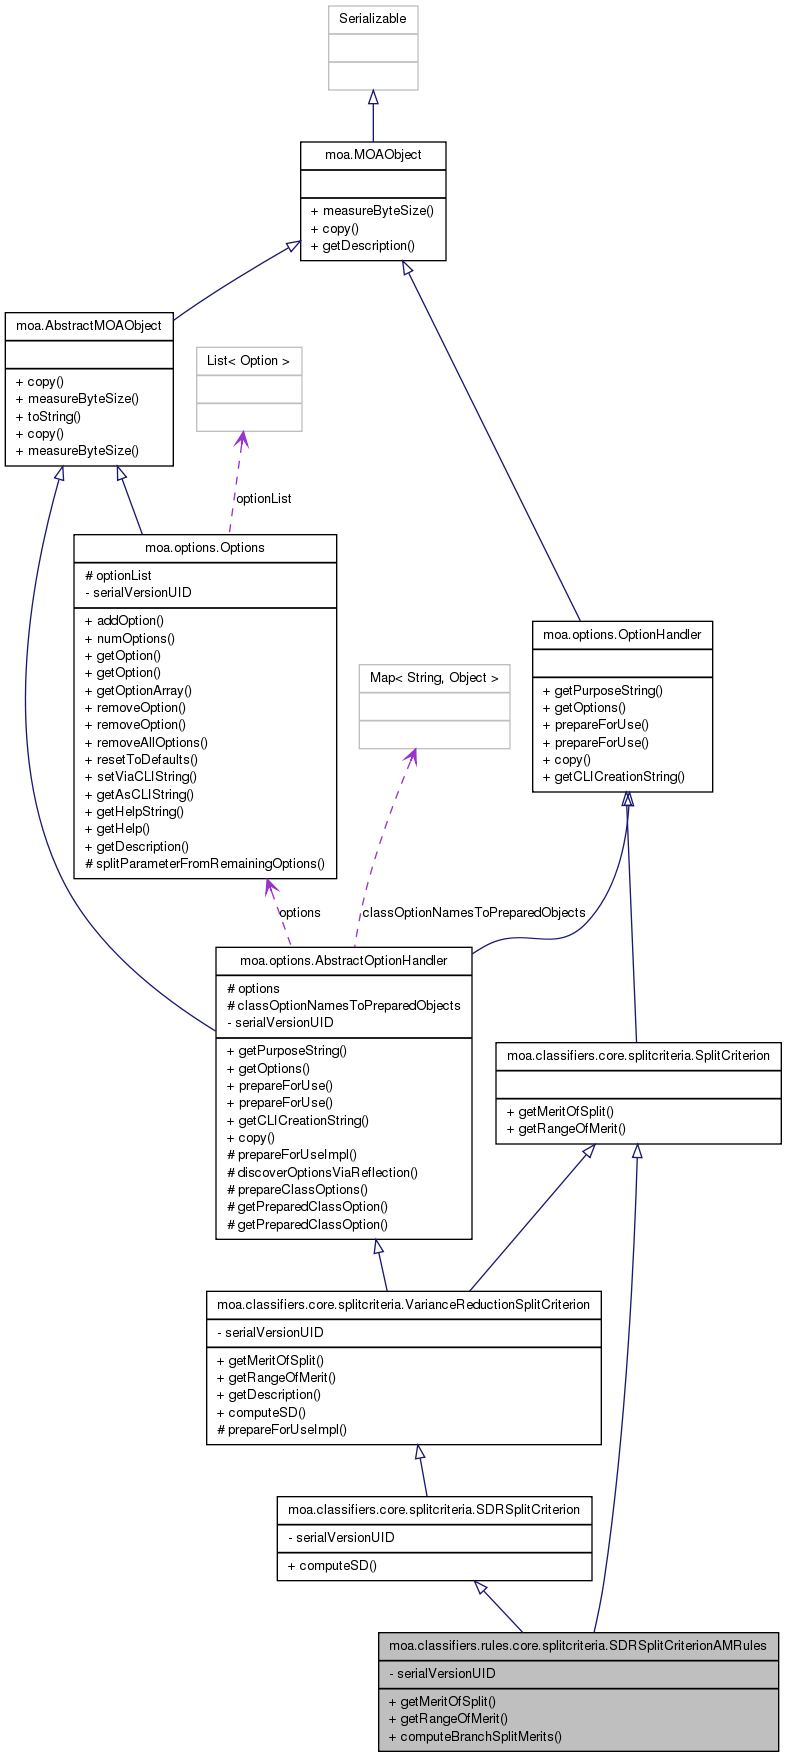 Serializable
moa.MOAObject
+ measureByteSize()
+ copy()
+ getDescription()
moa.AbstractMOAObject
+ copy()
+ measureByteSize()
+ toString()
+ copy()
+ measureByteSize()
List< Option >
optionList
moa.options.Options
# optionList
- serialVersionUID
+ addOption()
+ numOptions()
+ getOption()
+ getOption()
+ getOptionArray()
+ removeOption()
+ removeOption()
+ removeAllOptions()
+ resetToDefaults()
+ setViaCLIString()
+ getAsCLIString()
+ getHelpString()
+ getHelp()
+ getDescription()
# splitParameterFromRemainingOptions()
moa.options.OptionHandler
+ getPurposeString()
+ getOptions()
+ prepareForUse()
+ prepareForUse()
+ copy()
+ getCLICreationString()
Map< String, Object >
options
classOptionNamesToPreparedObjects
moa.options.AbstractOptionHandler
# options
# classOptionNamesToPreparedObjects
- serialVersionUID
+ getPurposeString()
+ getOptions()
+ prepareForUse()
+ prepareForUse()
+ getCLICreationString()
+ copy()
# prepareForUseImpl()
# discoverOptionsViaReflection()
# prepareClassOptions()
# getPreparedClassOption()
# getPreparedClassOption()
moa.classifiers.core.splitcriteria.SplitCriterion
+ getMeritOfSplit()
+ getRangeOfMerit()
moa.classifiers.core.splitcriteria.VarianceReductionSplitCriterion
- serialVersionUID
+ getMeritOfSplit()
+ getRangeOfMerit()
+ getDescription()
+ computeSD()
# prepareForUseImpl()
moa.classifiers.core.splitcriteria.SDRSplitCriterion
- serialVersionUID
+ computeSD()
moa.classifiers.rules.core.splitcriteria.SDRSplitCriterionAMRules
- serialVersionUID
+ getMeritOfSplit()
+ getRangeOfMerit()
+ computeBranchSplitMerits()